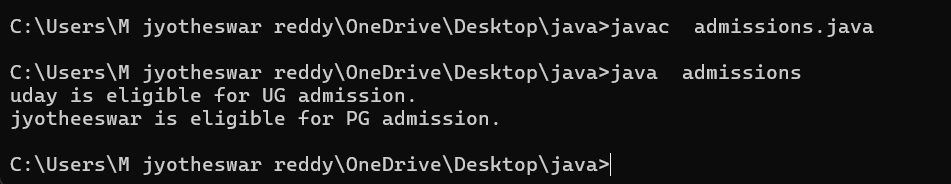 C:\Users\M jyotheswar reddy\OneDrive\Desktop\java>javac  admissions.java
C:\Users\M jyotheswar reddy\OneDrive\Desktop\java>java  admissions
uday is eligible for UG admission.
jyotheeswar is eligible for PG admission.
C:\Users\M jyotheswar reddy\OneDrive\Desktop\java>